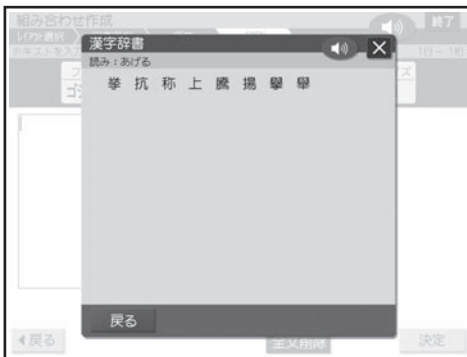 組み合わせ作成
終了
漢字辞書
読み：あげる
挙 抗 称 上 騰 揚 擧 舉
戻る
戻る
全文削除
決定